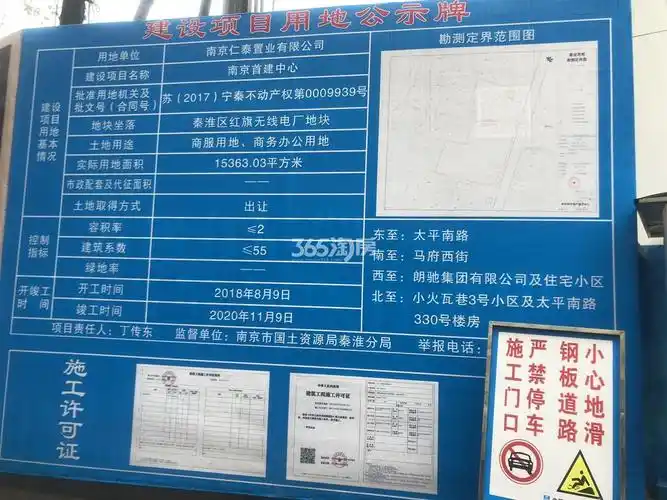 建设项目用地公示牌
用地单位 南京仁泰置业有限公司
建设项目名称 南京首建中心
批准用地机关及批文号（合同号） 苏（2017）宁秦不动产权第0009939号
建设项目用地基本情况
地块坐落 秦淮区红旗无线电厂地块
土地用途 商服用地、商务办公用地
实际用地面积 15363.03平方米
市政配套及代征面积 ——
土地取得方式 出让
控制指标
容积率 ≤2
建筑系数 ≤55
绿地率 ——
开竣工时间
开工时间 2018年8月9日
竣工时间 2020年11月9日
项目责任人：丁传东 监督单位：南京市国土资源局秦淮分局 举报电话：
勘测定界范围图
东至：太平南路
南至：马府西街
西至：朗驰集团有限公司及住宅小区
北至：小火瓦巷3号小区及太平南路
330号楼房
365淘房
施工许可证
建筑工程施工许可证
小心地滑
钢板道路
严禁停车
施工门口